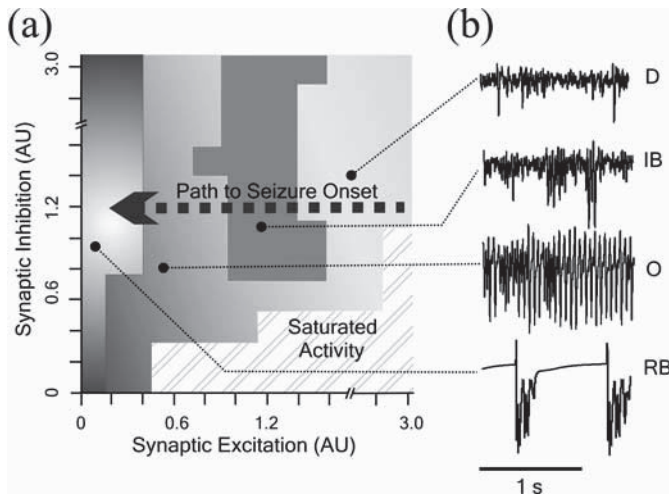 (a)
(b)
3.0
1.2
0.6
0
Synaptic Inhibition (AU)
Path to Seizure Onset
Saturated
Activity
0
0.6
1.2
3.0
Synaptic Excitation (AU)
D
IB
O
RB
1 s